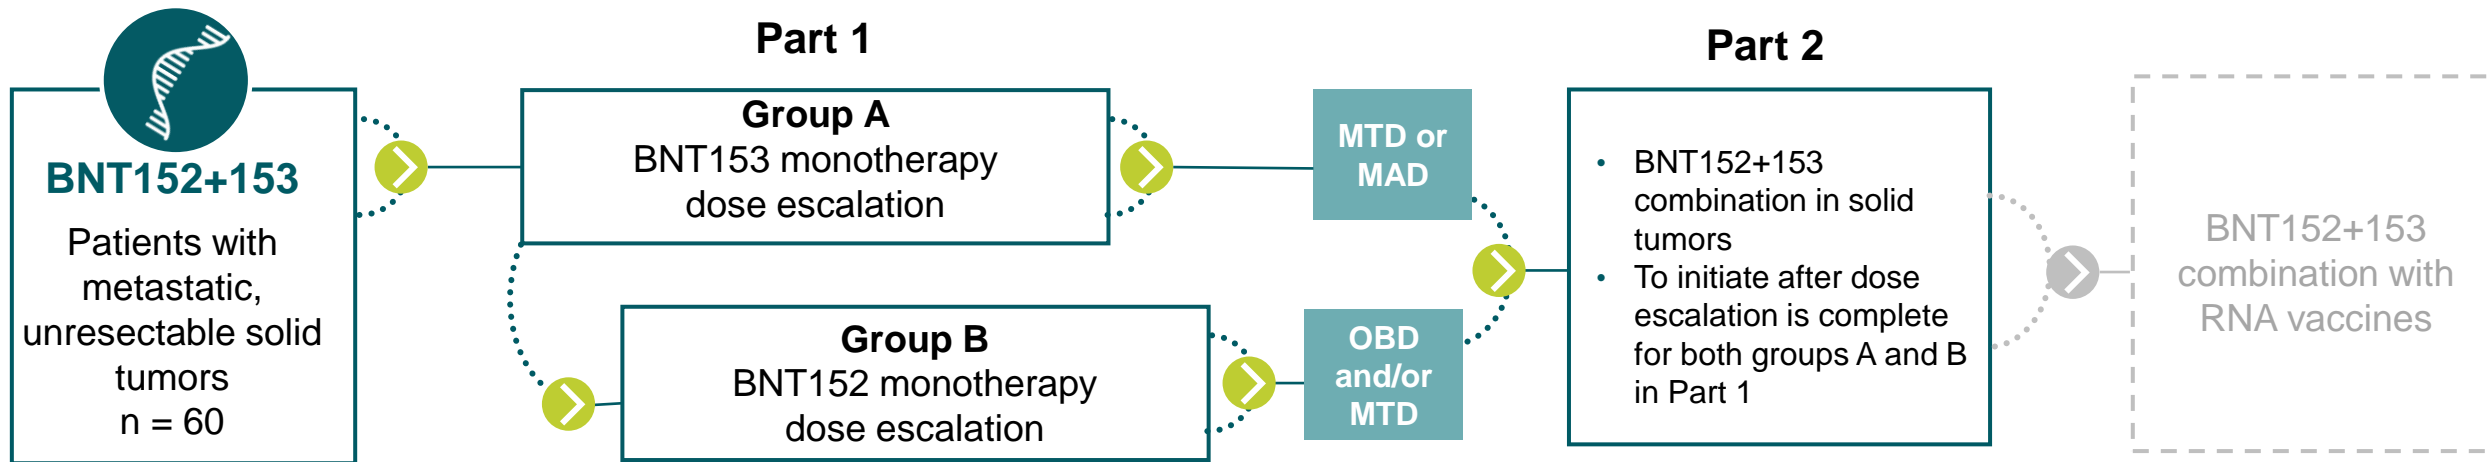 BNT152+153
Patients with
metastatic,
unresectable solid
tumors
n = 60
Part 1
Group A
BNT153 monotherapy
dose escalation
Group B
BNT152 monotherapy
dose escalation
MTD or
MAD
OBD
and/or
MTD
Part 2
• BNT152+153
combination in solid
tumors
• To initiate after dose
escalation is complete
for both groups A and B
in Part 1
BNT152+153
combination with
RNA vaccines